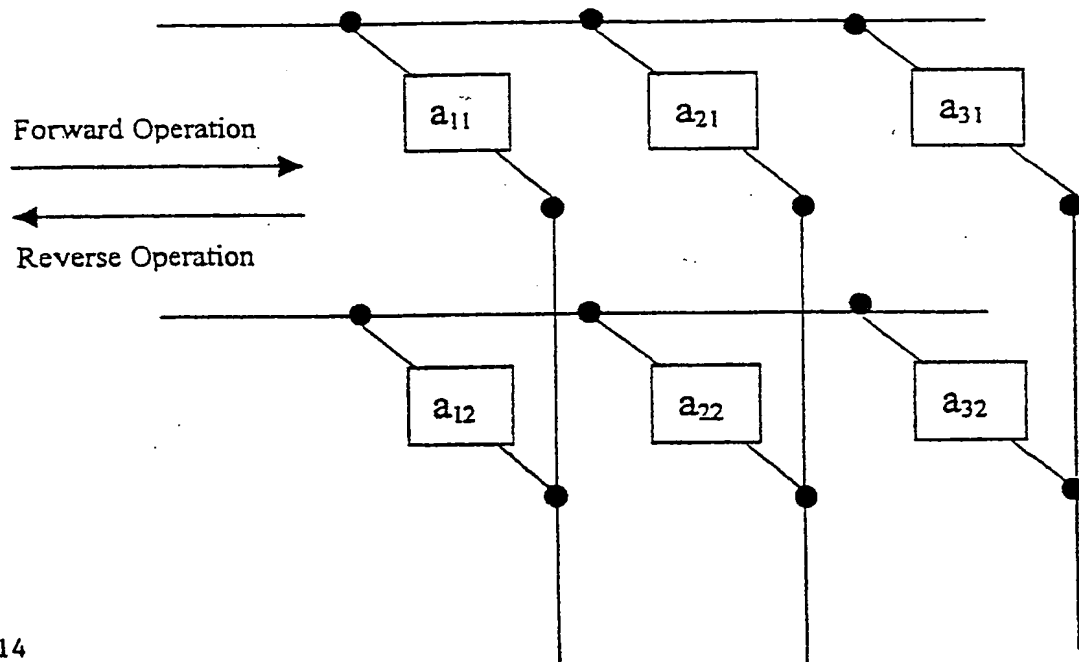 a11 a21 a31
Forward Operation
Reverse Operation
a12 a22 a32
14